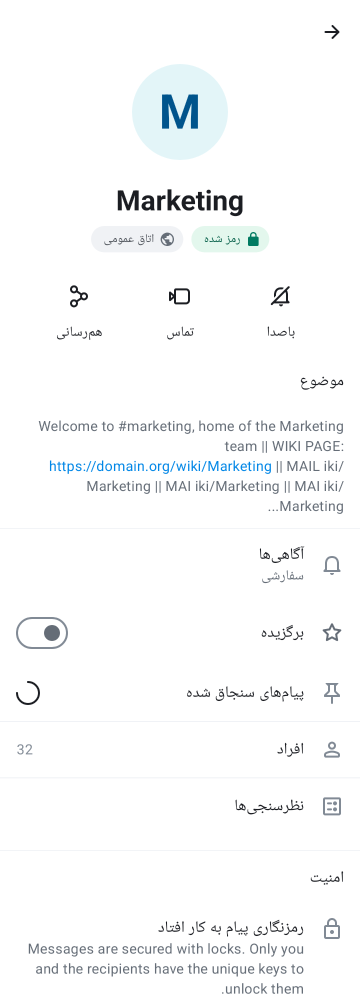 M
Marketing
رمز شده
اتاق عمومی
باصدا
تماس
هم‌رسانی
موضوع
Welcome to #marketing, home of the Marketing
team || WIKI PAGE:
https://domain.org/wiki/Marketing || MAIL iki/
Marketing || MAI iki/Marketing || MAI iki/
Marketing...
آگاهی‌ها
سفارشی
برگزیده
پیام‌های سنجاق شده
افراد
32
نظرسنجی‌ها
امنیت
رمزنگاری پیام به کار افتاد
Messages are secured with locks. Only you
and the recipients have the unique keys to
unlock them.